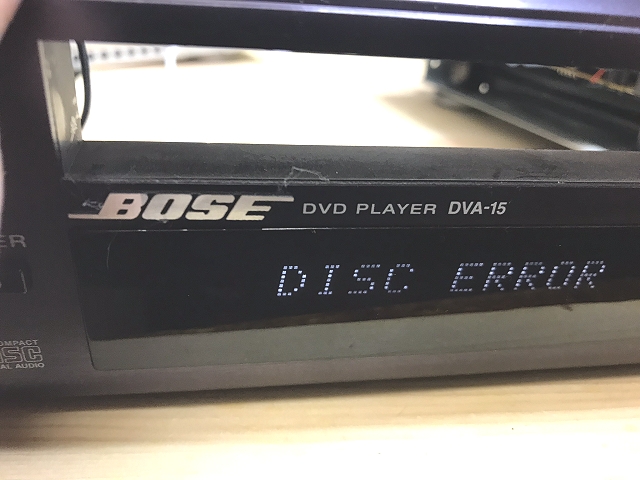 BOSE DVD PLAYER DVA-15
DISC ERROR